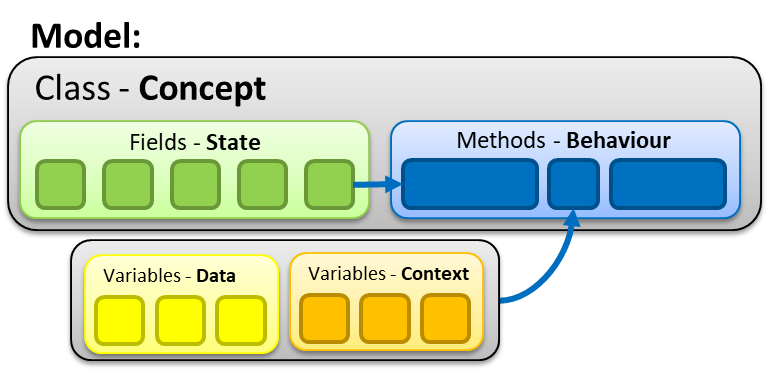 Model:
Class - Concept
Fields - State
Methods - Behaviour
Variables - Data
Variables - Context